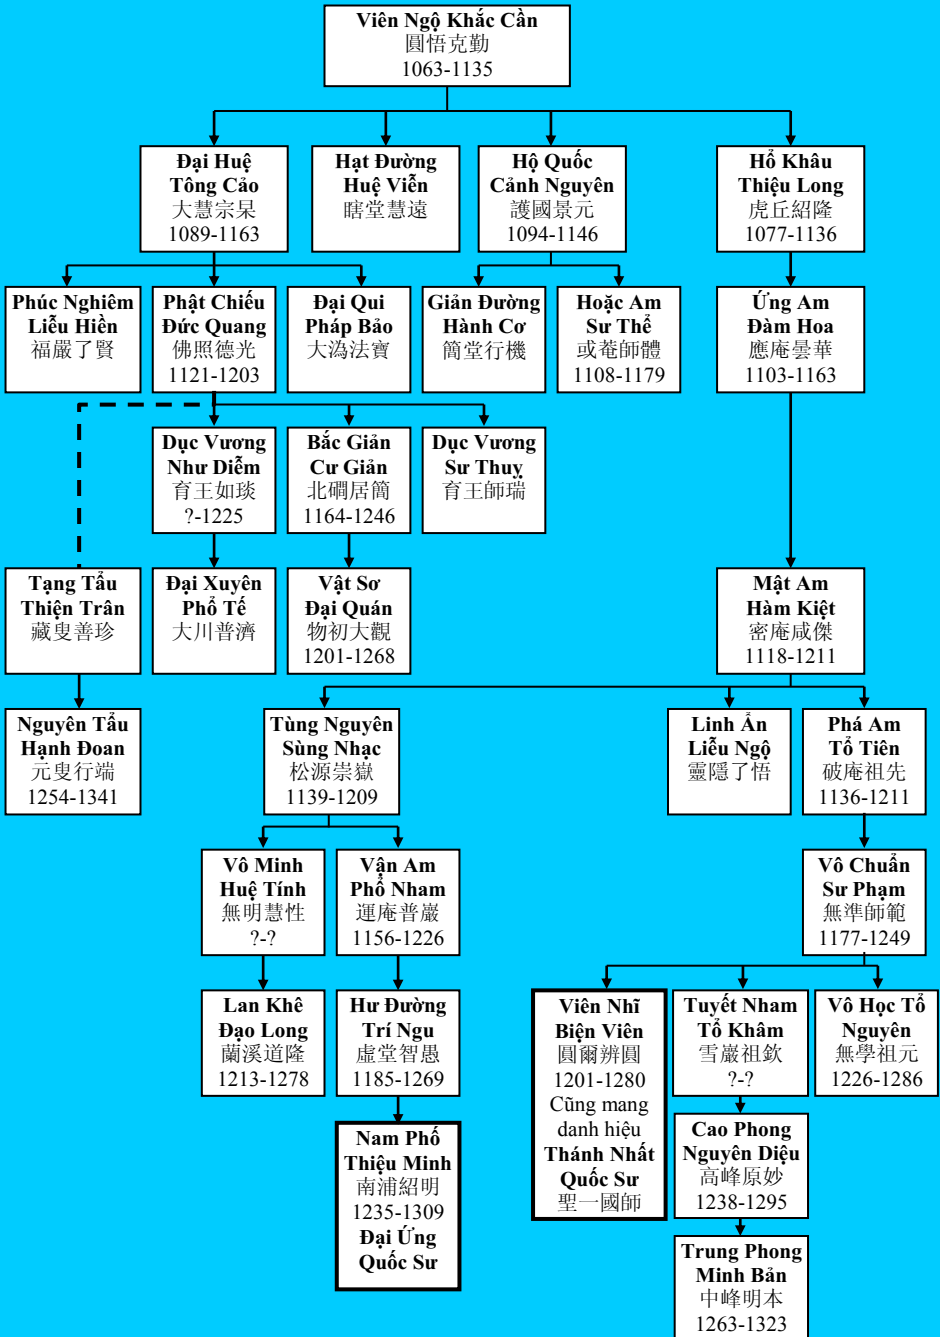 Viên Ngộ Khắc Cần
圓悟克勤
1063-1135
Đại Huệ
Tông Cảo
大慧宗杲
1089-1163
Hạt Đường
Huệ Viễn
瞎堂慧遠
Hộ Quốc
Cảnh Nguyên
護國景元
1094-1146
Hổ Khâu
Thiệu Long
虎丘紹隆
1077-1136
Phúc Nghiêm
Liễu Hiền
福嚴了賢
Phật Chiếu
Đức Quang
佛照德光
1121-1203
Đại Qui
Pháp Bảo
大溈法寶
Giản Đường
Hành Cơ
簡堂行機
Hoặc Am
Sư Thể
或菴師體
1108-1179
Ứng Am
Đàm Hoa
應庵曇華
1103-1163
Dục Vương
Như Diễm
育王如琰
?-1225
Bắc Giản
Cư Giản
北磵居簡
1164-1246
Dục Vương
Sư Thuỵ
育王師瑞
Tạng Tẩu
Thiện Trân
藏叟善珍
Đại Xuyên
Phổ Tế
大川普濟
Vật Sơ
Đại Quán
物初大觀
1201-1268
Mật Am
Hàm Kiệt
密庵咸傑
1118-1211
Nguyên Tẩu
Hạnh Đoan
元叟行端
1254-1341
Tùng Nguyên
Sùng Nhạc
松源崇嶽
1139-1209
Linh Ẩn
Liễu Ngộ
靈隱了悟
Phá Am
Tổ Tiên
破庵祖先
1136-1211
Vô Minh
Huệ Tính
無明慧性
?-?
Vận Am
Phổ Nham
運庵普巖
1156-1226
Vô Chuẩn
Sư Phạm
無準師範
1177-1249
Lan Khê
Đạo Long
蘭溪道隆
1213-1278
Hư Đường
Trí Ngu
虛堂智愚
1185-1269
Viên Nhĩ
Biện Viên
圓爾辨圓
1201-1280
Cũng mang
danh hiệu
Thánh Nhất
Quốc Sư
聖一國師
Tuyết Nham
Tổ Khâm
雪巖祖欽
?-?
Vô Học Tổ
Nguyên
無學祖元
1226-1286
Nam Phố
Thiệu Minh
南浦紹明
1235-1309
Đại Ứng
Quốc Sư
Cao Phong
Nguyên Diệu
高峰原妙
1238-1295
Trung Phong
Minh Bản
中峰明本
1263-1323